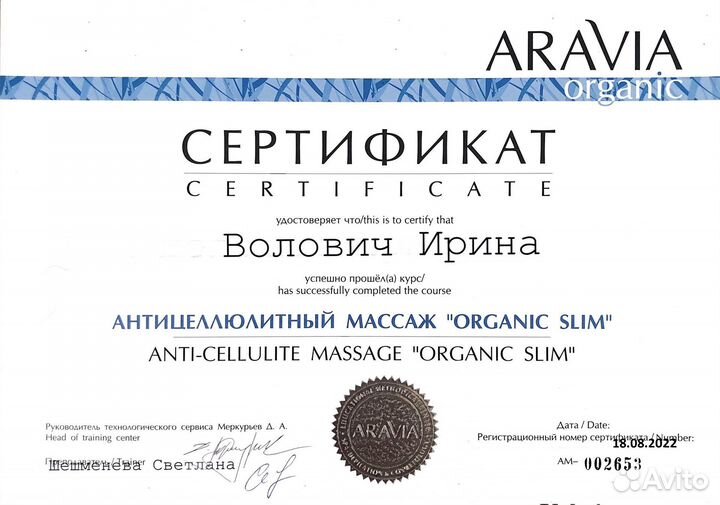 ARAVIA
organic
СЕРТИФИКАТ
CERTIFICATE
удостоверяет что/this is to certify that
Волович Ирина
успешно прошёл(а) курс/
has successfully completed the course
АНТИЦЕЛЛЮЛИТНЫЙ МАССАЖ "ORGANIC SLIM"
ANTI-CELLULITE MASSAGE "ORGANIC SLIM"
Руководитель технологического сервиса Меркурьев Д. А.
Head of training center
Преподаватель / Trainer
Шешменева Светлана
ARAVIA
Дата / Date:
18.08.2022
Регистрационный номер сертификата / Number:
АМ– 002653
Avito